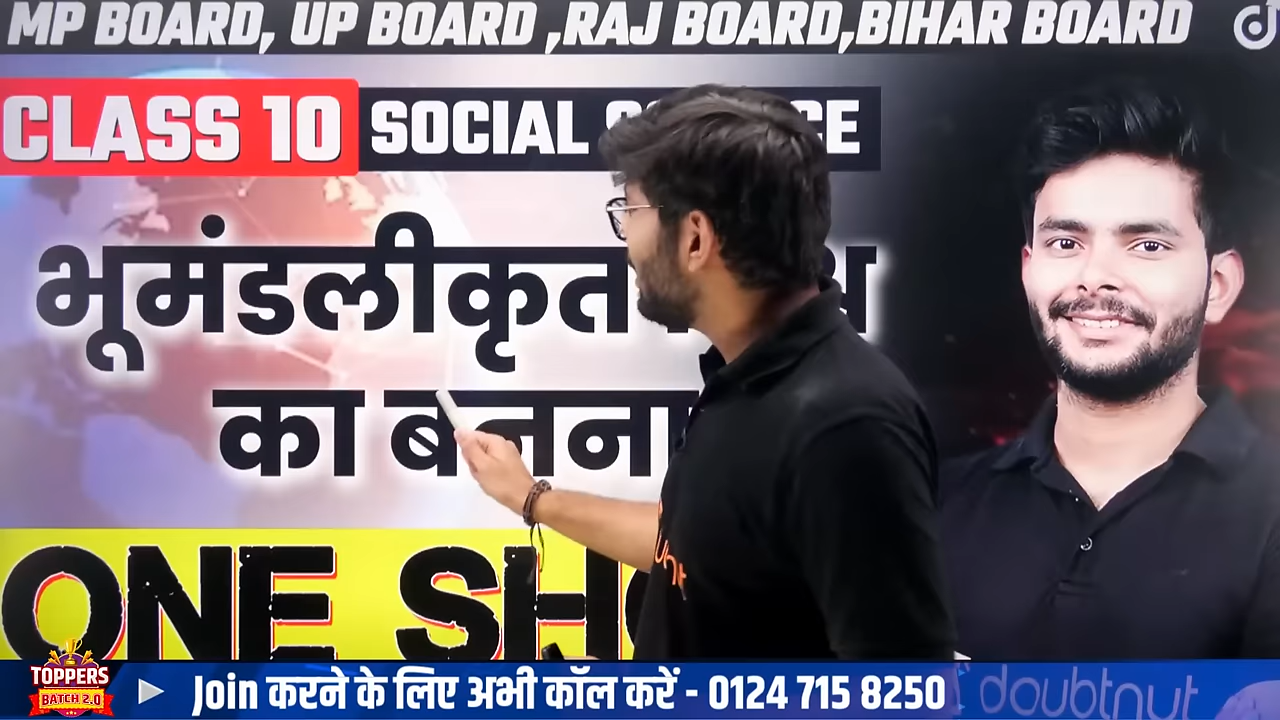 MP BOARD, UP BOARD ,RAJ BOARD,BIHAR BOARD
CLASS 10
SOCIAL
भूमंडलीकृत
का बनना
ONE
TOPPERS
BATCH 2.0
Join करने के लिए अभी कॉल करें - 0124 715 8250
doubtnut